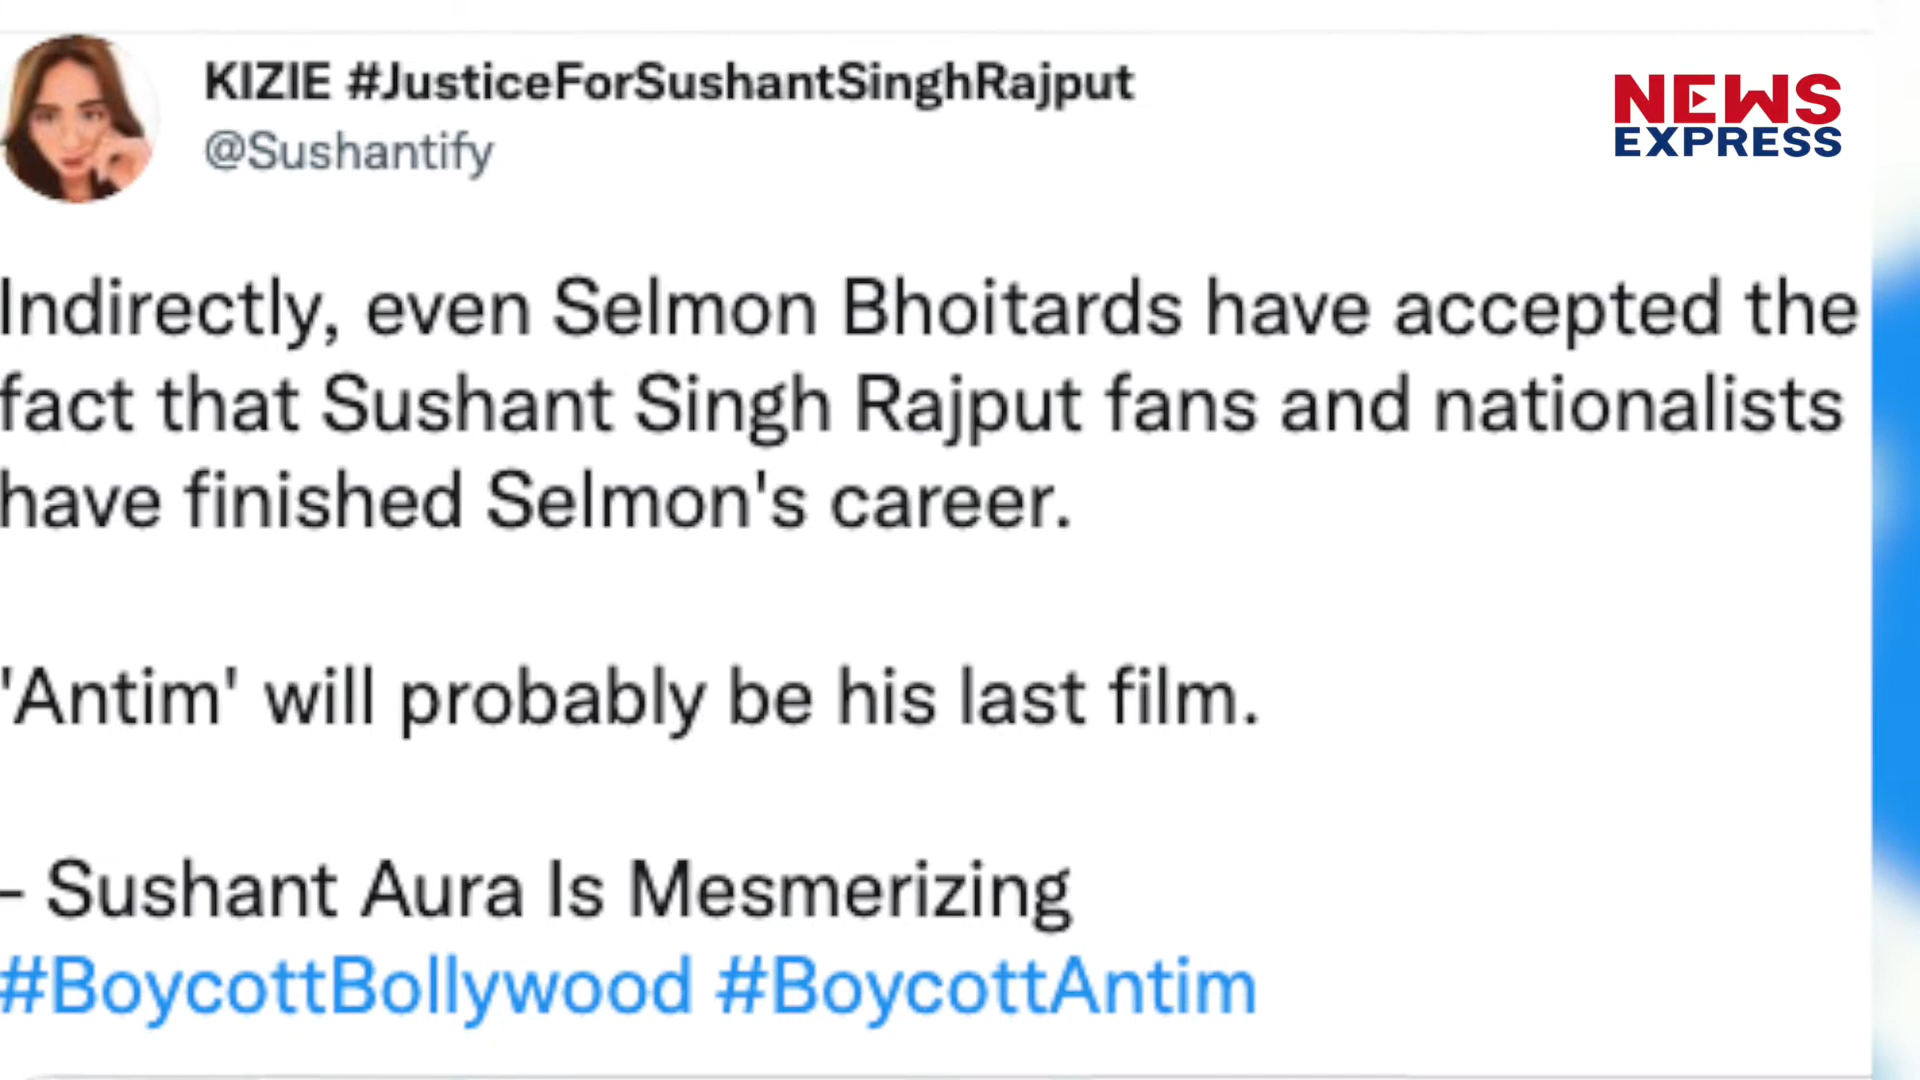 KIZIE #JusticeForSushantSinghRajput
@Sushantify
NEWS
EXPRESS
Indirectly, even Selmon Bhoitards have accepted the
fact that Sushant Singh Rajput fans and nationalists
have finished Selmon's career.
'Antim' will probably be his last film.
- Sushant Aura Is Mesmerizing
#BoycottBollywood #BoycottAntim